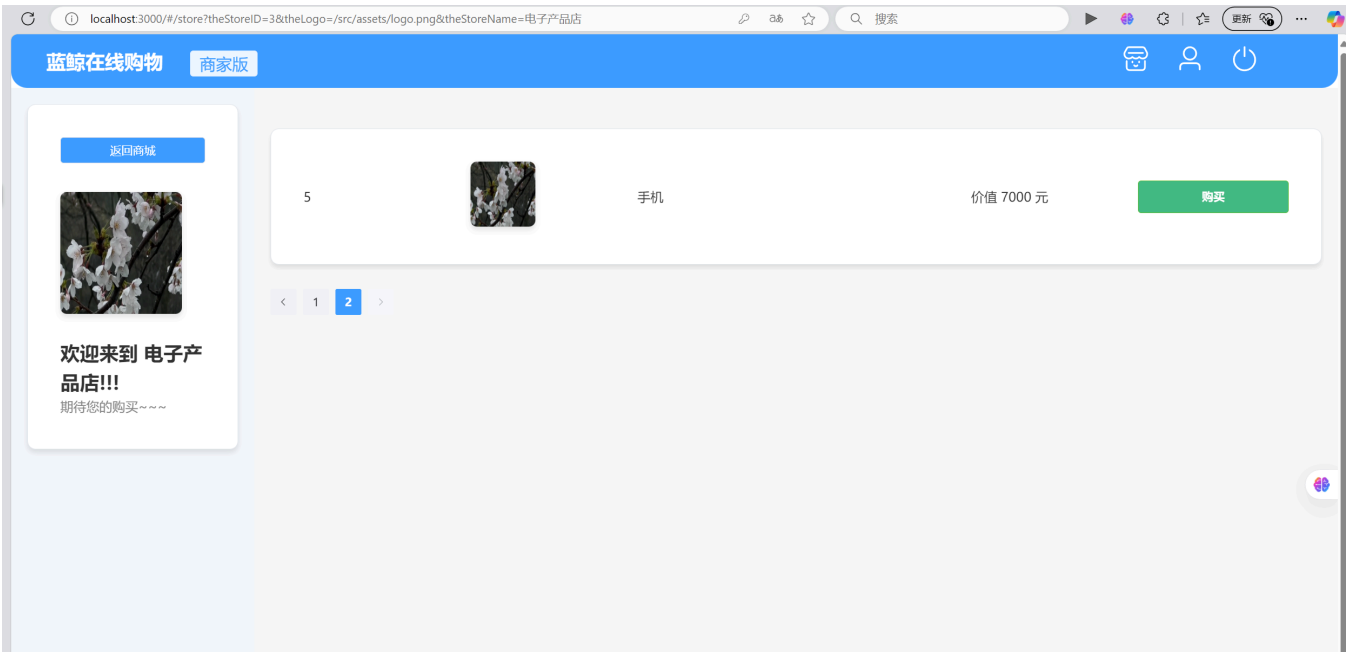 localhost:3000/#/store?theStoreID=3&theLogo=/src/assets/logo.png&theStoreName=电子产品店
搜索
更新
蓝鲸在线购物 商家版
返回商城
欢迎来到 电子产
品店!!!
期待您的购买~~~
5 手机 价值 7000 元 购买
1 2